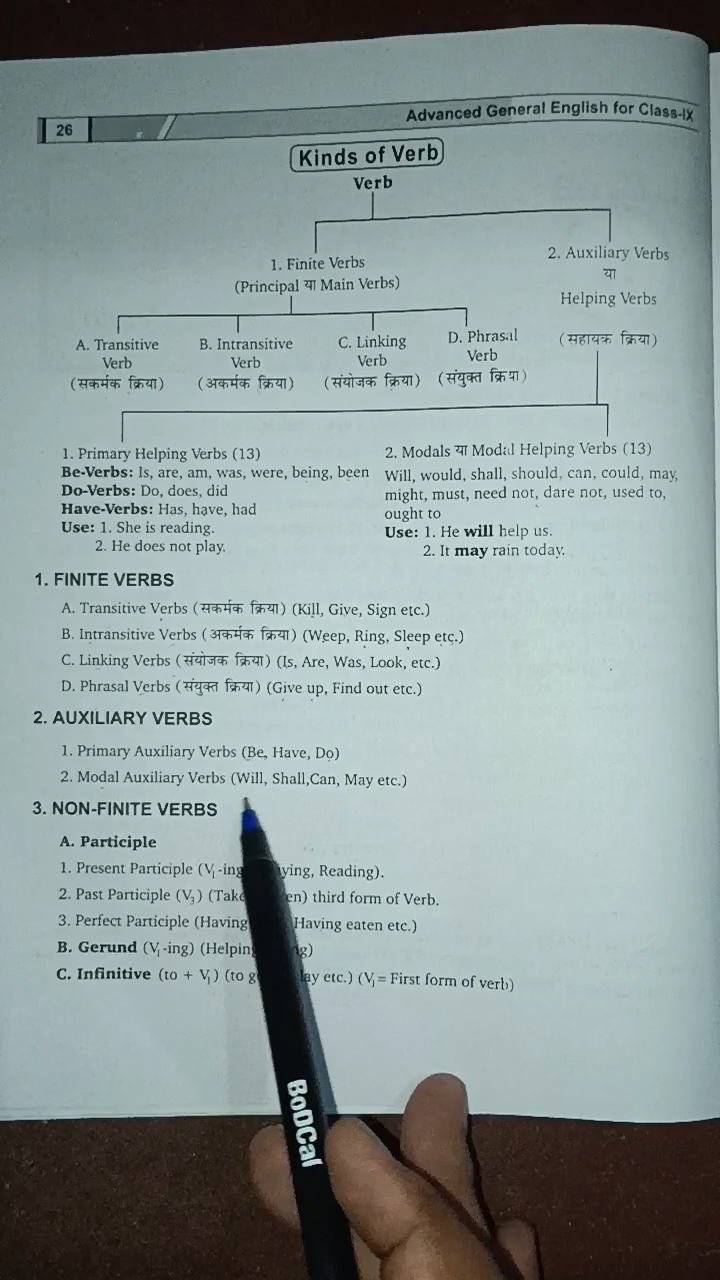 26
Advanced General English for Class-IX
Kinds of Verb
Verb
1. Finite Verbs
(Principal या Main Verbs)
2. Auxiliary Verbs
या
Helping Verbs
(सहायक क्रिया)
A. Transitive
Verb
(सकर्मक क्रिया)
B. Intransitive
Verb
(अकर्मक क्रिया)
C. Linking
Verb
(संयोजक क्रिया)
D. Phrasal
Verb
(संयुक्त क्रिया)
1. Primary Helping Verbs (13)
Be-Verbs: Is, are, am, was, were, being, been
Do-Verbs: Do, does, did
Have-Verbs: Has, have, had
Use: 1. She is reading.
2. He does not play.
2. Modals या Modal Helping Verbs (13)
Will, would, shall, should, can, could, may,
might, must, need not, dare not, used to,
ought to
Use: 1. He will help us.
2. It may rain today.
1. FINITE VERBS
A. Transitive Verbs (सकर्मक क्रिया) (Kill, Give, Sign etc.)
B. Intransitive Verbs (अकर्मक क्रिया) (Weep, Ring, Sleep etc.)
C. Linking Verbs (संयोजक क्रिया) (Is, Are, Was, Look, etc.)
D. Phrasal Verbs (संयुक्त क्रिया) (Give up, Find out etc.)
2. AUXILIARY VERBS
1. Primary Auxiliary Verbs (Be, Have, Do)
2. Modal Auxiliary Verbs (Will, Shall,Can, May etc.)
3. NON-FINITE VERBS
A. Participle
1. Present Participle (V₁-ing Reading).
2. Past Participle (V₃) third form of Verb.
3. Perfect Participle (Having Having eaten etc.)
B. Gerund (V₁-ing)
C. Infinitive (to + V₁) (to etc.) (V₁ = First form of verb)
BODCal